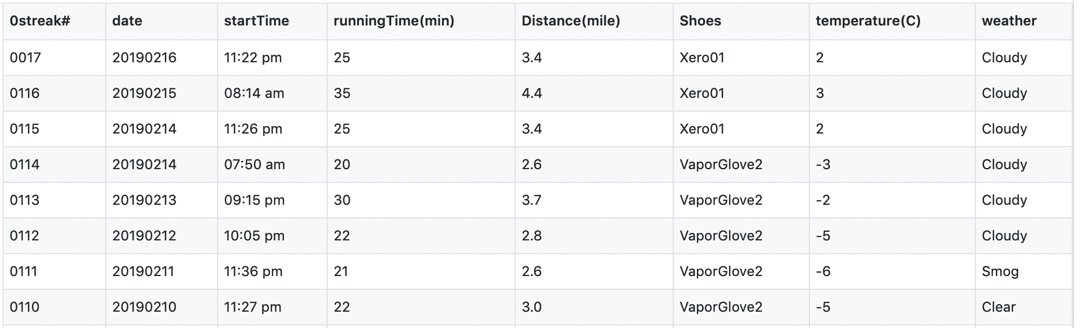 0streak# date startTime runningTime(min) Distance(mile) Shoes temperature(C) weather
0017 20190216 11:22 pm 25 3.4 Xero01 2 Cloudy
0116 20190215 08:14 am 35 4.4 Xero01 3 Cloudy
0115 20190214 11:26 pm 25 3.4 Xero01 2 Cloudy
0114 20190214 07:50 am 20 2.6 VaporGlove2 -3 Cloudy
0113 20190213 09:15 pm 30 3.7 VaporGlove2 -2 Cloudy
0112 20190212 10:05 pm 22 2.8 VaporGlove2 -5 Cloudy
0111 20190211 11:36 pm 21 2.6 VaporGlove2 -6 Smog
0110 20190210 11:27 pm 22 3.0 VaporGlove2 -5 Clear